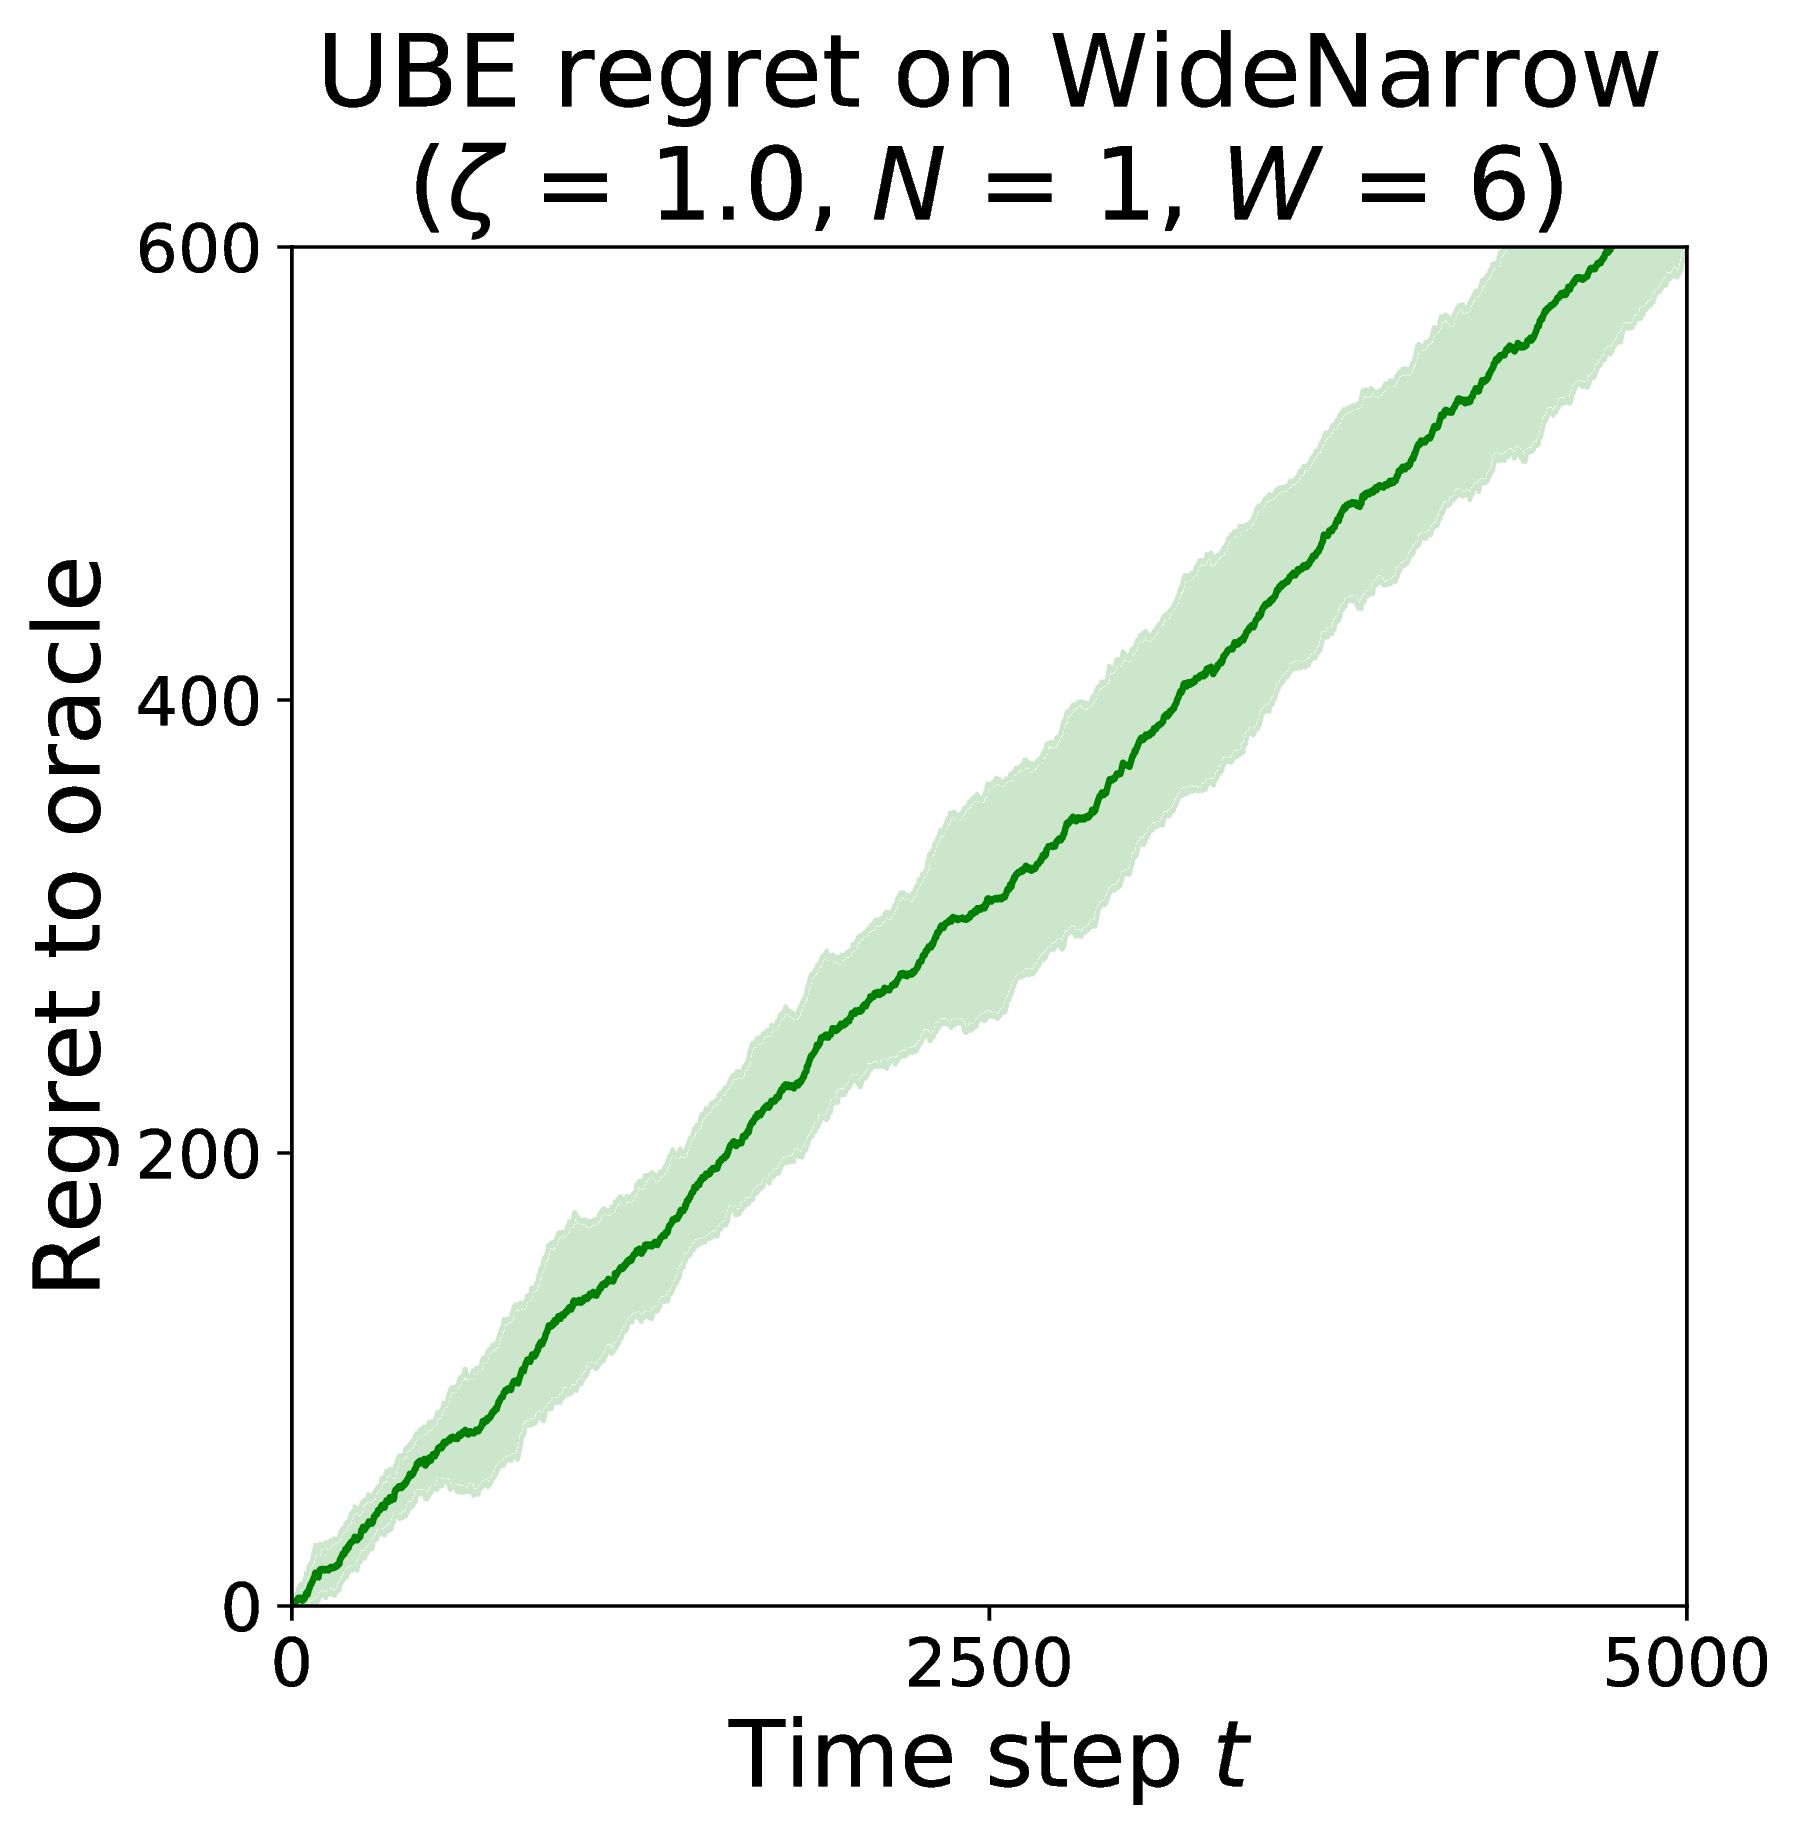 UBE regret on WideNarrow
(ζ = 1.0, N = 1, W = 6)
600
400
200
0
Regret to oracle
0 2500 5000
Time step t